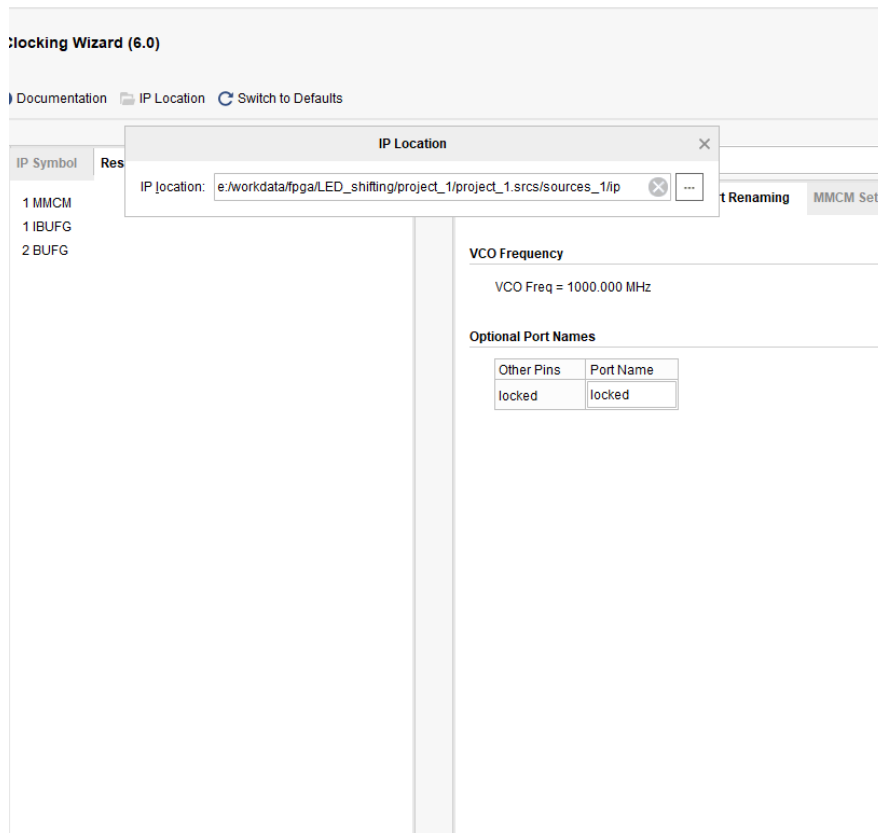 Clocking Wizard (6.0)
Documentation IP Location Switch to Defaults
IP Location
IP location: e:/workdata/fpga/LED_shifting/project_1/project_1.srcs/sources_1/ip ...
IP Symbol Res
1 MMCM
1 IBUFG
2 BUFG
rt Renaming MMCM Set
VCO Frequency
VCO Freq = 1000.000 MHz
Optional Port Names
Other Pins Port Name
locked locked